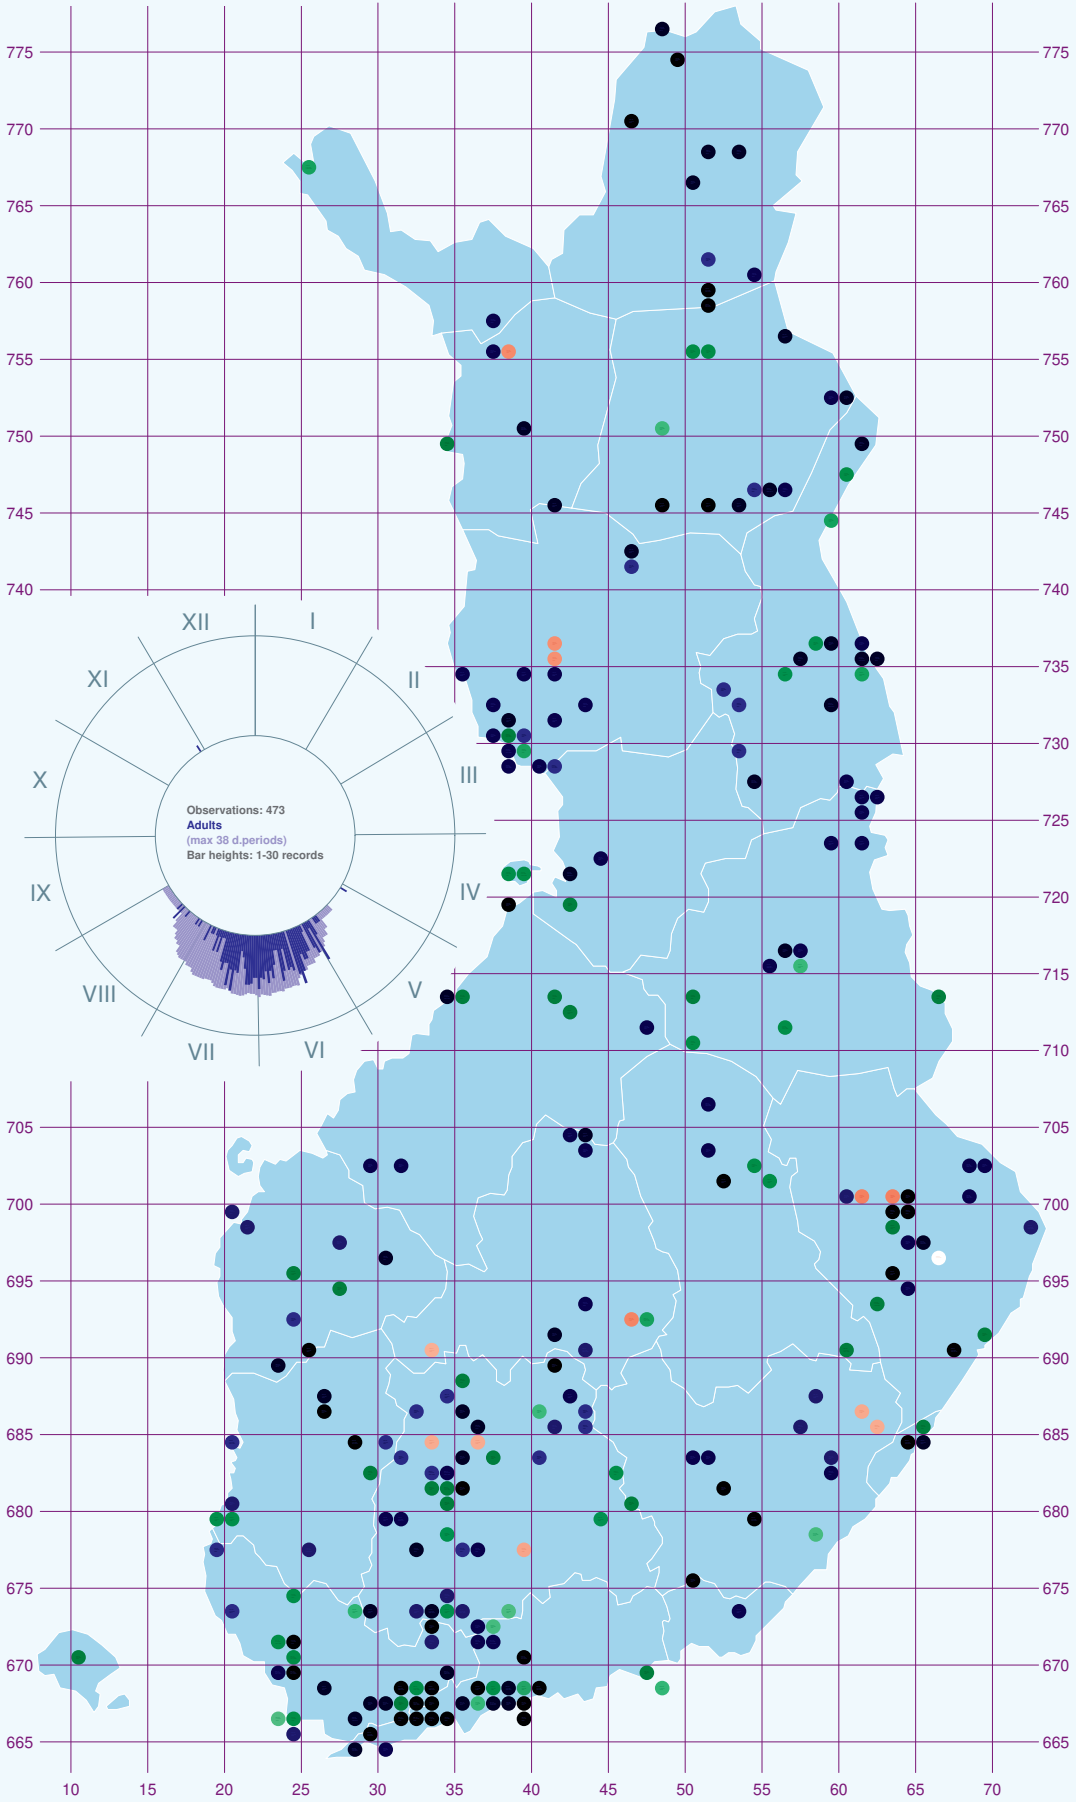 775 775
770 770
765 765
760 760
755 755
750 750
745 745
740 740
XII I
XI II
735
730
X III
Observations: 473
Adults
(max 38 d.periods)
Bar heights: 1-30 records
725
IX IV
720
715
VIII V
VII VI
710
705 705
700 700
695 695
690 690
685 685
680 680
675 675
670 670
665 665
10 15 20 25 30 35 40 45 50 55 60 65 70